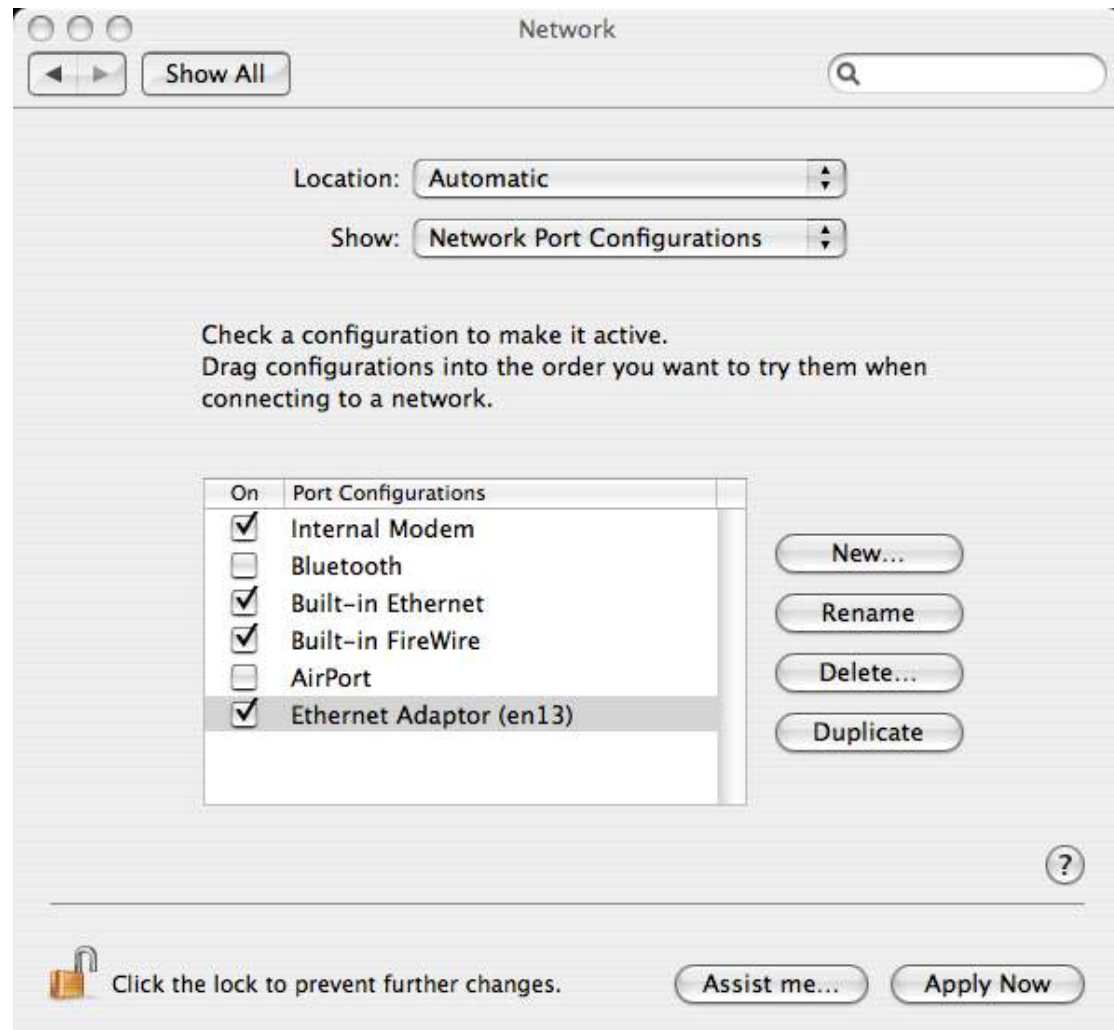 Network
Show All
Location: Automatic
Show: Network Port Configurations
Check a configuration to make it active.
Drag configurations into the order you want to try them when
connecting to a network.
On Port Configurations
Internal Modem
Bluetooth
Built-in Ethernet
Built-in FireWire
AirPort
Ethernet Adaptor (en13)
New...
Rename
Delete...
Duplicate
?
Click the lock to prevent further changes.
Assist me...
Apply Now